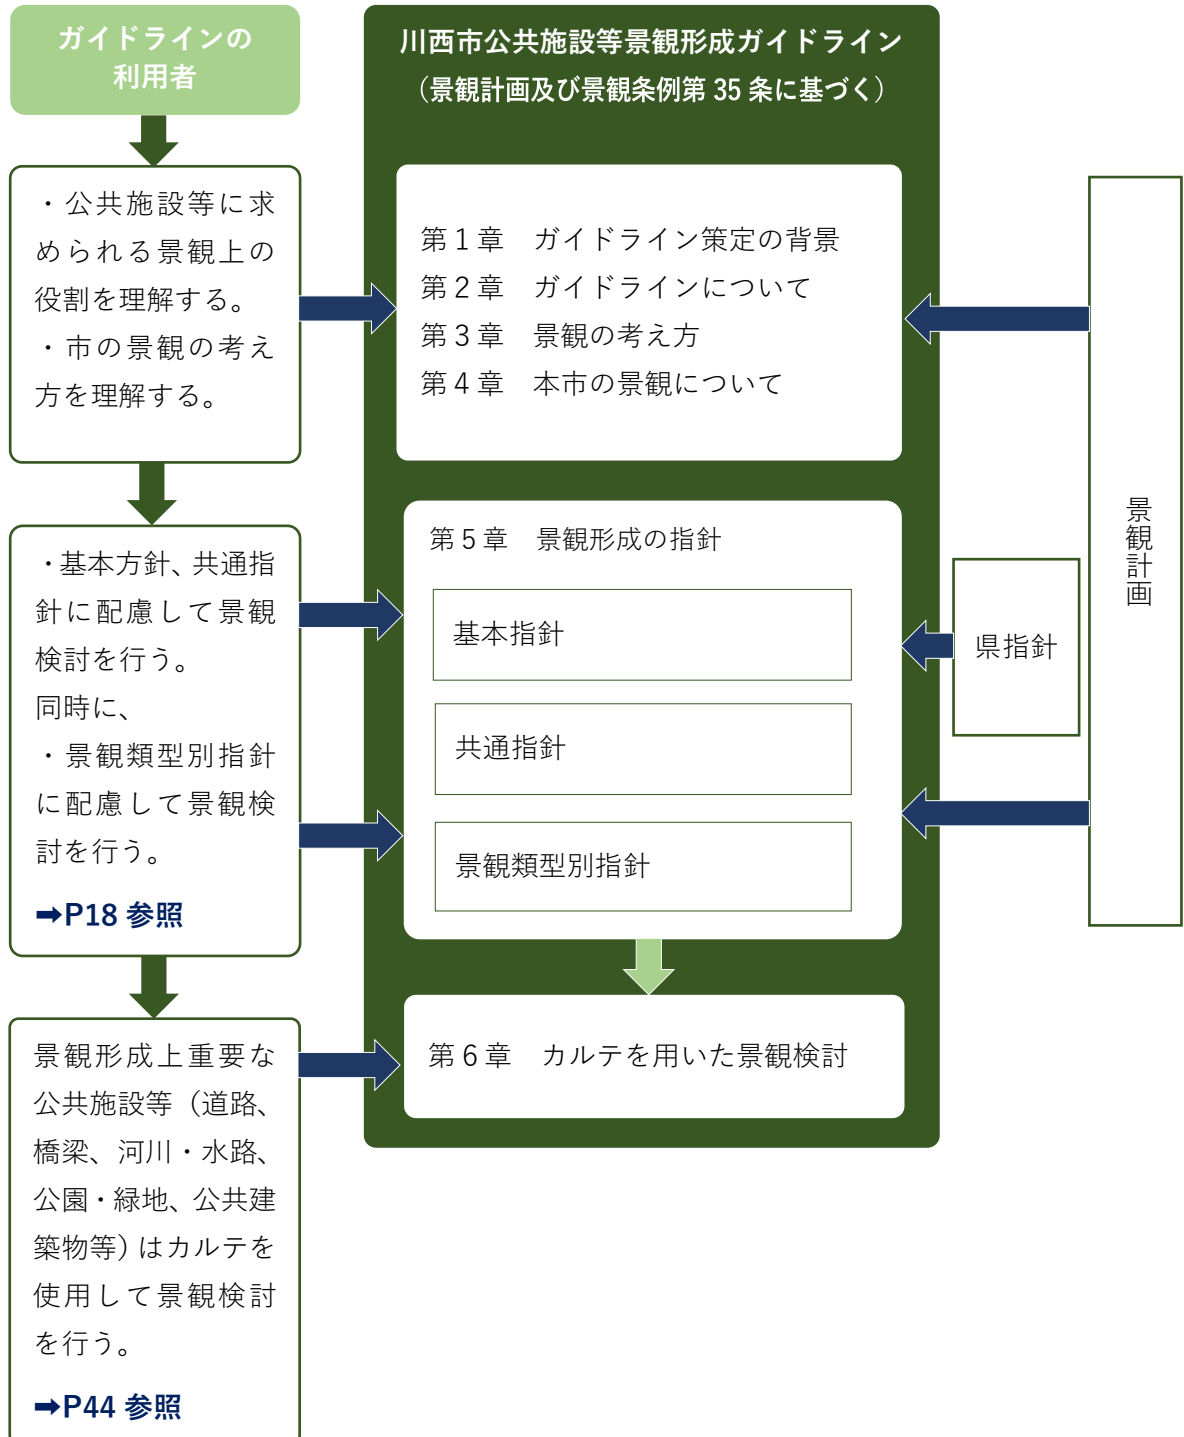 ガイドラインの
利用者
・公共施設等に求
められる景観上の
役割を理解する。
・市の景観の考え
方を理解する。
・基本方針、共通指
針に配慮して景観
検討を行う。
同時に、
・景観類型別指針
に配慮して景観検
討を行う。
➡P18 参照
景観形成上重要な
公共施設等（道路、
橋梁、河川・水路、
公園・緑地、公共建
築物等）はカルテを
使用して景観検討
を行う。
➡P44 参照
川西市公共施設等景観形成ガイドライン
（景観計画及び景観条例第 35 条に基づく）
第１章　ガイドライン策定の背景
第２章　ガイドラインについて
第３章　景観の考え方
第４章　本市の景観について
第５章　景観形成の指針
基本指針
共通指針
景観類型別指針
第６章　カルテを用いた景観検討
県指針
景観計画